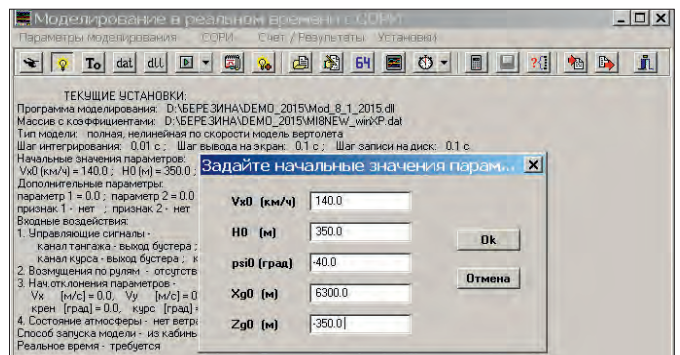 Моделирование в реальном времени с СОРИ
Параметры моделирования СОРИ Счет / Результаты Установки
To dat dll 64
ТЕКУЩИЕ УСТАНОВКИ:
Программа моделирования: D:\БЕРЕЗИНА\DEMO_2015\Mod_8_1_2015.dll
Массив с коэффициентами: D:\БЕРЕЗИНА\DEMO_2015\MI8NEW_winXP.dat
Тип модели: полная, нелинейная по скорости модель вертолета
Шаг интегрирования: 0.01 с ; Шаг вывода на экран: 0.1 с ; Шаг записи на диск: 0.1 с
Начальные значения параметров:
Vx0 (км/ч) = 140.0 ; H0 (м) = 350.0 ;
Дополнительные параметры:
параметр 1 = 0.0 ; параметр 2 = 0.0
признак 1 - нет ; признак 2 - нет
Входные воздействия:
1. Управляющие сигналы -
канал тангажа - выход бустера ;
канал курса - выход бустера ;
2. Возмущения по рулям - отсутств
3. Нач.отклонения параметров -
Vx [м/с] = 0.0, Vy [м/с] = 0
крен [град] = 0.0, курс [град] =
4. Состояние атмосферы - нет ветра
Способ запуска модели - из кабины
Реальное время - требуется
Задайте начальные значения парам...
Vx0 (км/ч) 140.0
H0 (м) 350.0
psi0 (град) -40.0
Xg0 (м) 6300.0
Zg0 (м) -350.0
Ok
Отмена